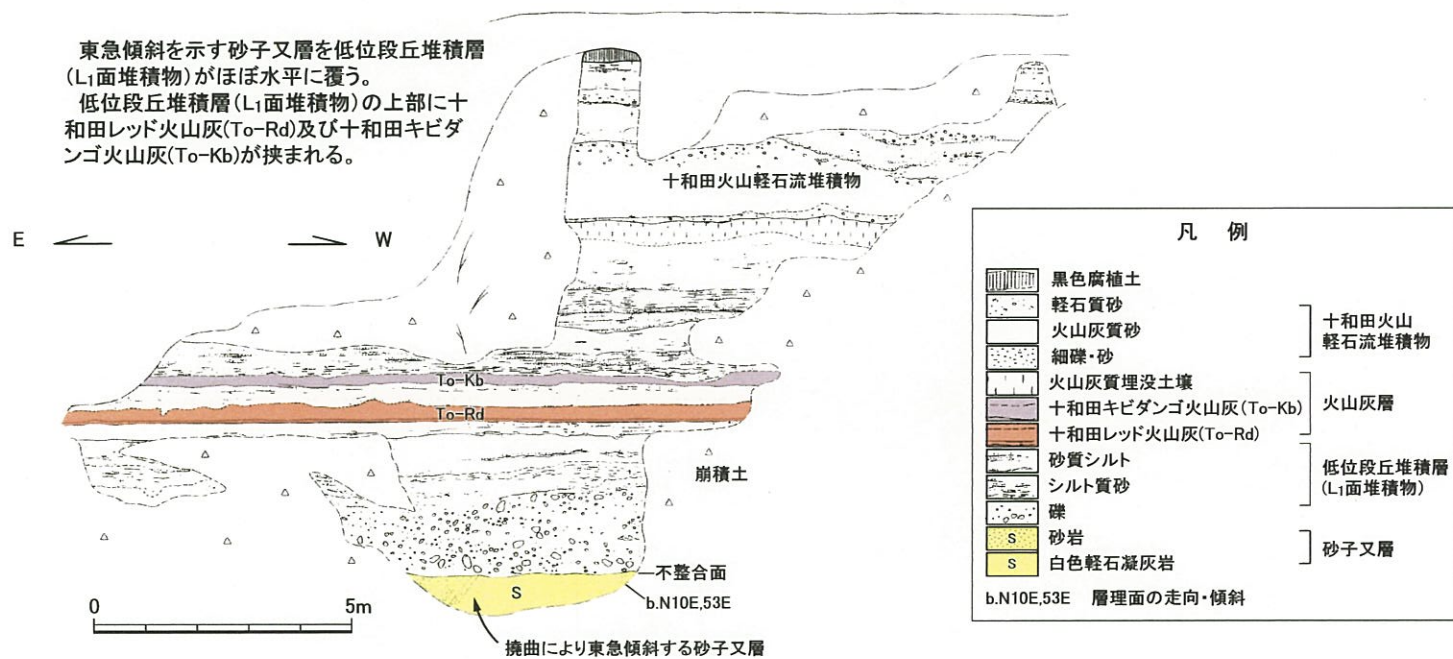 東急傾斜を示す砂子又層を低位段丘堆積層
(L₁面堆積物)がほぼ水平に覆う。
低位段丘堆積層(L₁面堆積物)の上部に十
和田レッド火山灰(To-Rd)及び十和田キビダ
ンゴ火山灰(To-Kb)が挟まれる。
E
W
十和田火山軽石流堆積物
To-Kb
To-Rd
崩積土
不整合面
S
b.N10E,53E
撓曲により東急傾斜する砂子又層
0
5m
凡 例
黒色腐植土
軽石質砂
火山灰質砂
細礫・砂
十和田火山
軽石流堆積物
火山灰質埋没土壌
十和田キビダンゴ火山灰(To-Kb)
十和田レッド火山灰(To-Rd)
火山灰層
砂質シルト
シルト質砂
礫
低位段丘堆積層
(L₁面堆積物)
S
砂岩
S
白色軽石凝灰岩
砂子又層
b.N10E,53E 層理面の走向・傾斜